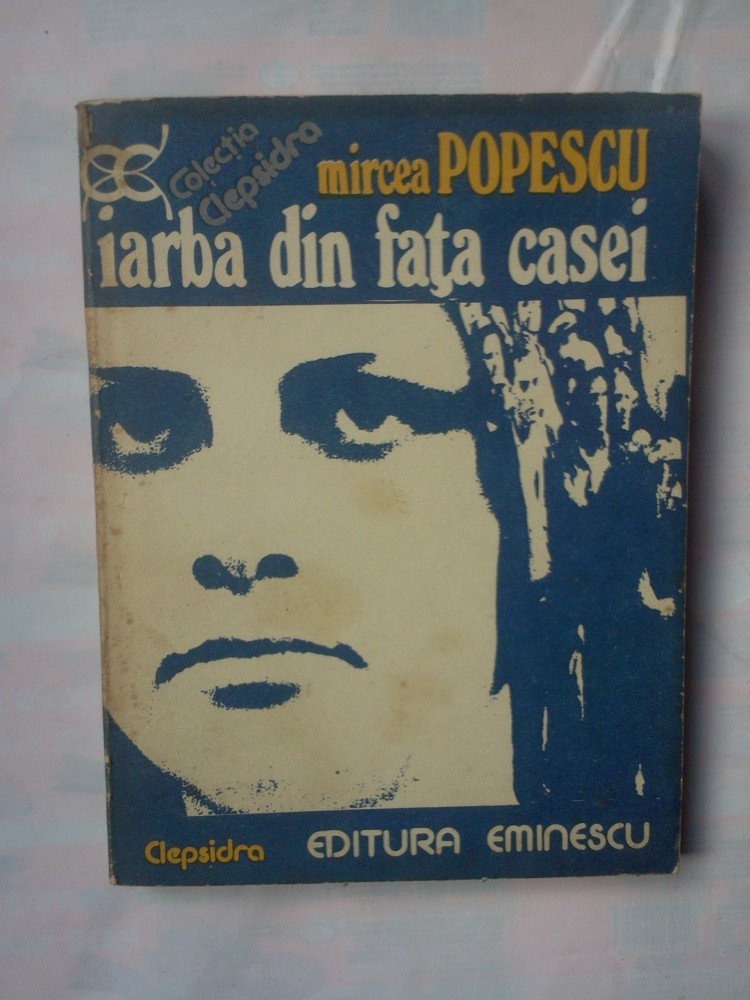 Colecția
Clepsidra
mircea POPESCU
iarba din fața casei
Clepsidra EDITURA EMINESCU